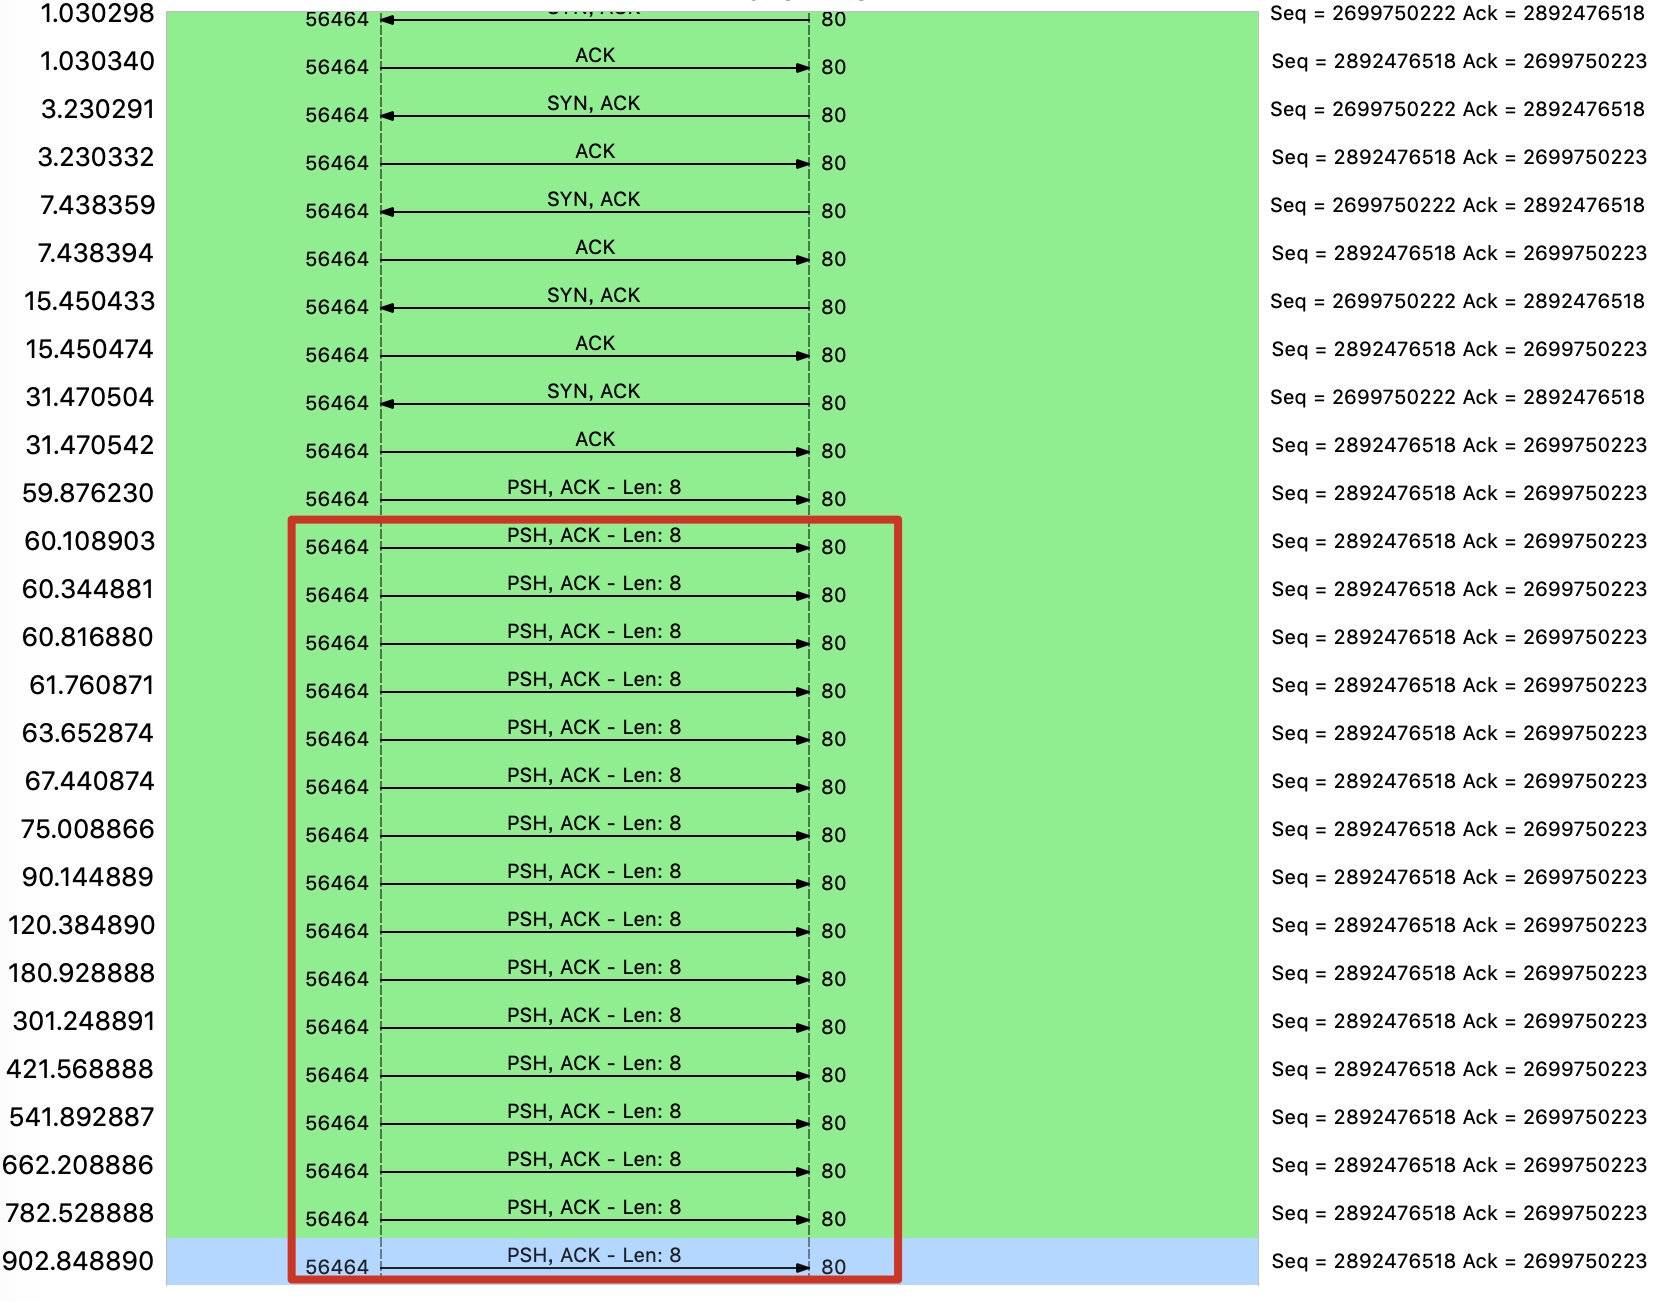 1.030298 56464 SYN, ACK 80 Seq = 2699750222 Ack = 2892476518
1.030340 56464 ACK 80 Seq = 2892476518 Ack = 2699750223
3.230291 56464 SYN, ACK 80 Seq = 2699750222 Ack = 2892476518
3.230332 56464 ACK 80 Seq = 2892476518 Ack = 2699750223
7.438359 56464 SYN, ACK 80 Seq = 2699750222 Ack = 2892476518
7.438394 56464 ACK 80 Seq = 2892476518 Ack = 2699750223
15.450433 56464 SYN, ACK 80 Seq = 2699750222 Ack = 2892476518
15.450474 56464 ACK 80 Seq = 2892476518 Ack = 2699750223
31.470504 56464 SYN, ACK 80 Seq = 2699750222 Ack = 2892476518
31.470542 56464 ACK 80 Seq = 2892476518 Ack = 2699750223
59.876230 56464 PSH, ACK - Len: 8 80 Seq = 2892476518 Ack = 2699750223
60.108903 56464 PSH, ACK - Len: 8 80 Seq = 2892476518 Ack = 2699750223
60.344881 56464 PSH, ACK - Len: 8 80 Seq = 2892476518 Ack = 2699750223
60.816880 56464 PSH, ACK - Len: 8 80 Seq = 2892476518 Ack = 2699750223
61.760871 56464 PSH, ACK - Len: 8 80 Seq = 2892476518 Ack = 2699750223
63.652874 56464 PSH, ACK - Len: 8 80 Seq = 2892476518 Ack = 2699750223
67.440874 56464 PSH, ACK - Len: 8 80 Seq = 2892476518 Ack = 2699750223
75.008866 56464 PSH, ACK - Len: 8 80 Seq = 2892476518 Ack = 2699750223
90.144889 56464 PSH, ACK - Len: 8 80 Seq = 2892476518 Ack = 2699750223
120.384890 56464 PSH, ACK - Len: 8 80 Seq = 2892476518 Ack = 2699750223
180.928888 56464 PSH, ACK - Len: 8 80 Seq = 2892476518 Ack = 2699750223
301.248891 56464 PSH, ACK - Len: 8 80 Seq = 2892476518 Ack = 2699750223
421.568888 56464 PSH, ACK - Len: 8 80 Seq = 2892476518 Ack = 2699750223
541.892887 56464 PSH, ACK - Len: 8 80 Seq = 2892476518 Ack = 2699750223
662.208886 56464 PSH, ACK - Len: 8 80 Seq = 2892476518 Ack = 2699750223
782.528888 56464 PSH, ACK - Len: 8 80 Seq = 2892476518 Ack = 2699750223
902.848890 56464 PSH, ACK - Len: 8 80 Seq = 2892476518 Ack = 2699750223